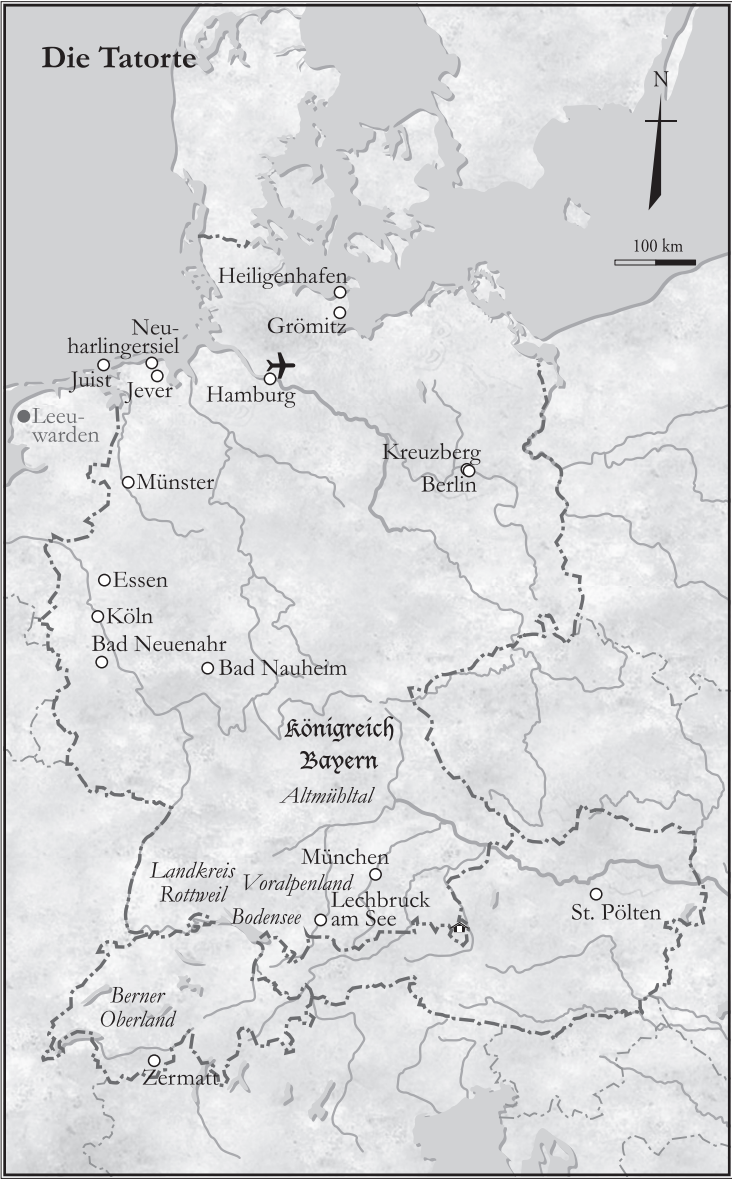 Die Tatorte
N
100 km
Heiligenhafen
Grömitz
Neu-
harlingersiel
Juist
Jever
Hamburg
Leeu-
warden
Kreuzberg
Berlin
Münster
Essen
Köln
Bad Neuenahr
Bad Nauheim
Königreich
Bayern
Altmühltal
München
Landkreis
Rottweil
Voralpenland
Lechbruck
am See
Bodensee
St. Pölten
Berner
Oberland
Zermatt